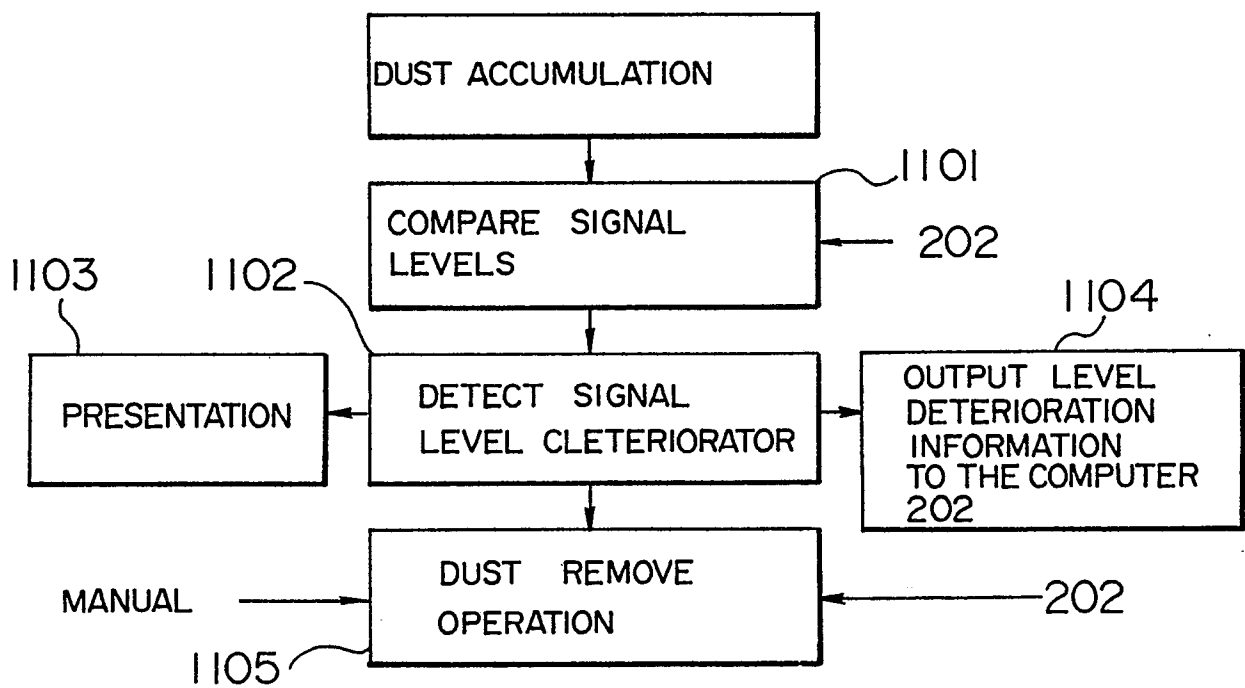 DUST ACCUMULATION
1101
COMPARE SIGNAL
LEVELS
202
1103
1102
1104
PRESENTATION
DETECT SIGNAL
LEVEL CLETERIORATOR
OUTPUT LEVEL
DETERIORATION
INFORMATION
TO THE COMPUTER
202
MANUAL
DUST REMOVE
OPERATION
202
1105